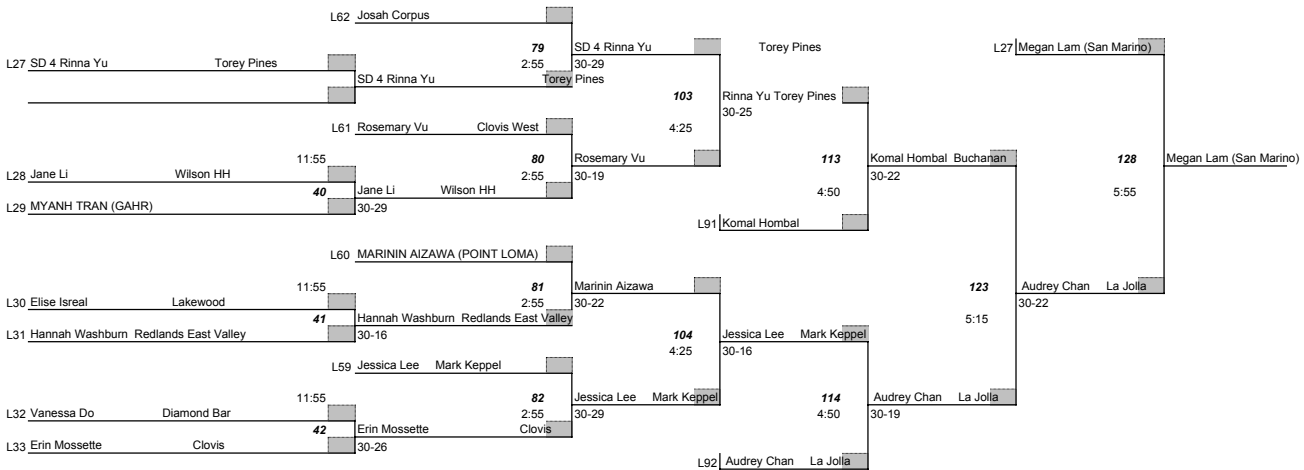 L62 Josah Corpus
79 SD 4 Rinna Yu Torey Pines L27 Megan Lam (San Marino)
L27 SD 4 Rinna Yu Torey Pines 2:55 30-29
SD 4 Rinna Yu Torey Pines
103 Rinna Yu Torey Pines
30-25
L61 Rosemary Vu Clovis West 4:25
11:55 80 Rosemary Vu 113 Komal Hombal Buchanan 128 Megan Lam (San Marino)
L28 Jane Li Wilson HH 2:55 30-19 30-22
40 Jane Li Wilson HH 4:50 5:55
L29 MYANH TRAN (GAHR) 30-29
L91 Komal Hombal
L60 MARININ AIZAWA (POINT LOMA)
11:55 81 Marinin Aizawa 123 Audrey Chan La Jolla
L30 Elise Isreal Lakewood 2:55 30-22 30-22
41 Hannah Washburn Redlands East Valley 5:15
L31 Hannah Washburn Redlands East Valley 30-16 104 Jessica Lee Mark Keppel
4:25 30-16
L59 Jessica Lee Mark Keppel
11:55 82 Jessica Lee Mark Keppel 114 Audrey Chan La Jolla
L32 Vanessa Do Diamond Bar 2:55 30-29 4:50 30-19
42 Erin Mossette Clovis
L33 Erin Mossette Clovis 30-26
L92 Audrey Chan La Jolla